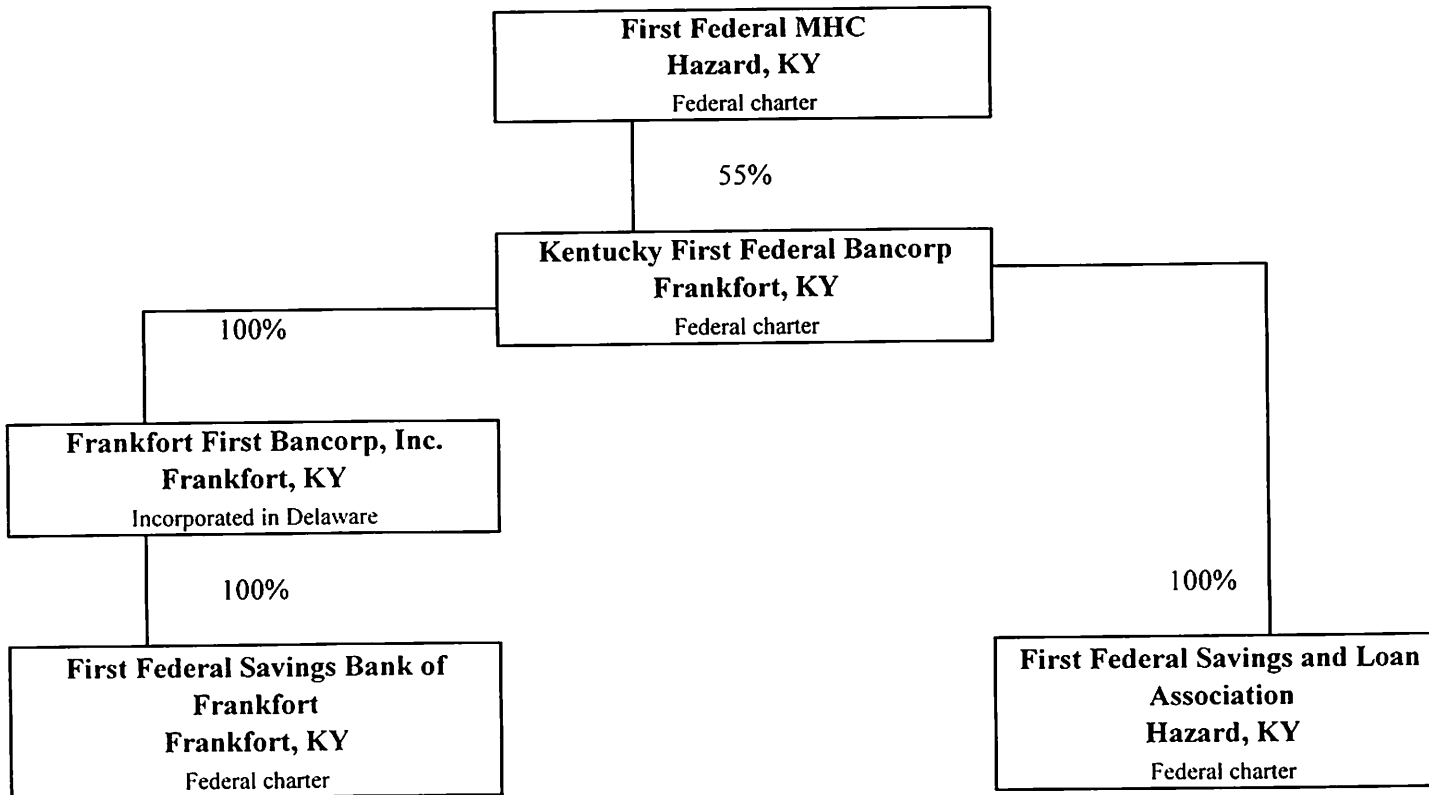 First Federal MHC
Hazard, KY
Federal charter
55%
Kentucky First Federal Bancorp
Frankfort, KY
Federal charter
100%
Frankfort First Bancorp, Inc.
Frankfort, KY
Incorporated in Delaware
100%
100%
First Federal Savings Bank of
Frankfort
Frankfort, KY
Federal charter
First Federal Savings and Loan
Association
Hazard, KY
Federal charter